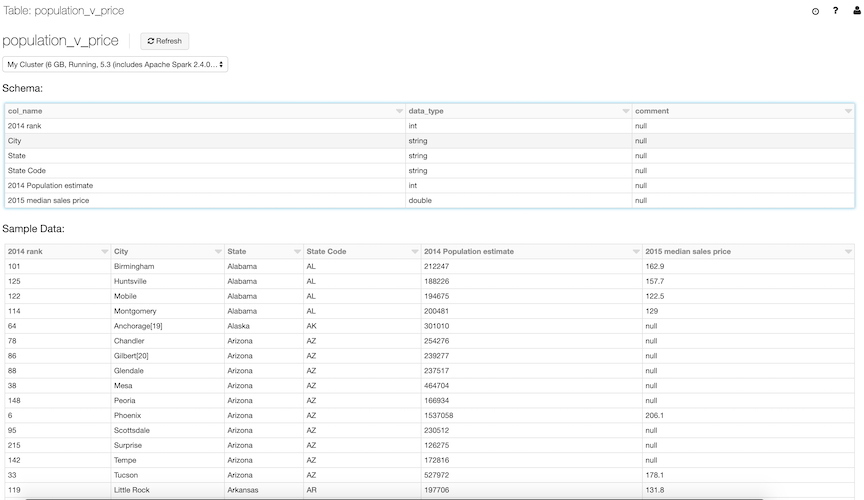 Table: population_v_price
?
population_v_price
Refresh
My Cluster (6 GB, Running, 5.3 (includes Apache Spark 2.4.0...
Schema:
col_name data_type comment
2014 rank int null
City string null
State string null
State Code string null
2014 Population estimate int null
2015 median sales price double null
Sample Data:
2014 rank City State State Code 2014 Population estimate 2015 median sales price
101 Birmingham Alabama AL 212247 162.9
125 Huntsville Alabama AL 188226 157.7
122 Mobile Alabama AL 194675 122.5
114 Montgomery Alabama AL 200481 129
64 Anchorage[19] Alaska AK 301010 null
78 Chandler Arizona AZ 254276 null
86 Gilbert[20] Arizona AZ 239277 null
88 Glendale Arizona AZ 237517 null
38 Mesa Arizona AZ 464704 null
148 Peoria Arizona AZ 166934 null
6 Phoenix Arizona AZ 1537058 206.1
95 Scottsdale Arizona AZ 230512 null
215 Surprise Arizona AZ 126275 null
142 Tempe Arizona AZ 172816 null
33 Tucson Arizona AZ 527972 178.1
119 Little Rock Arkansas AR 197706 131.8